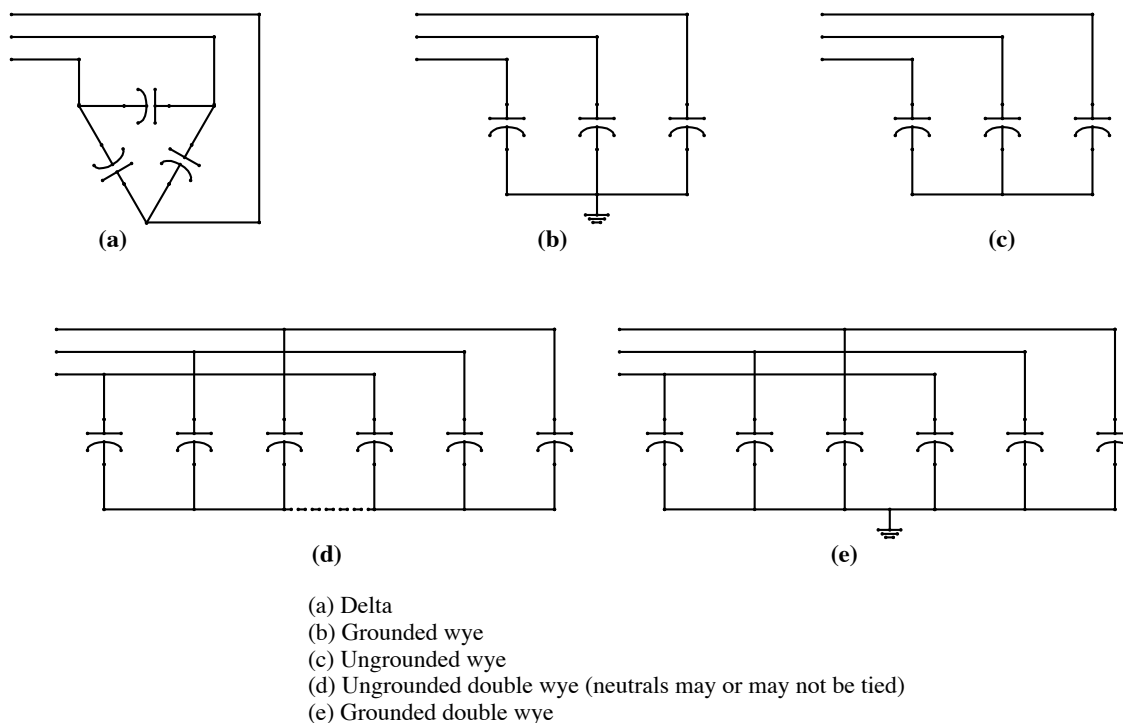 (a)
(b)
(c)
(d)
(e)
(a) Delta
(b) Grounded wye
(c) Ungrounded wye
(d) Ungrounded double wye (neutrals may or may not be tied)
(e) Grounded double wye